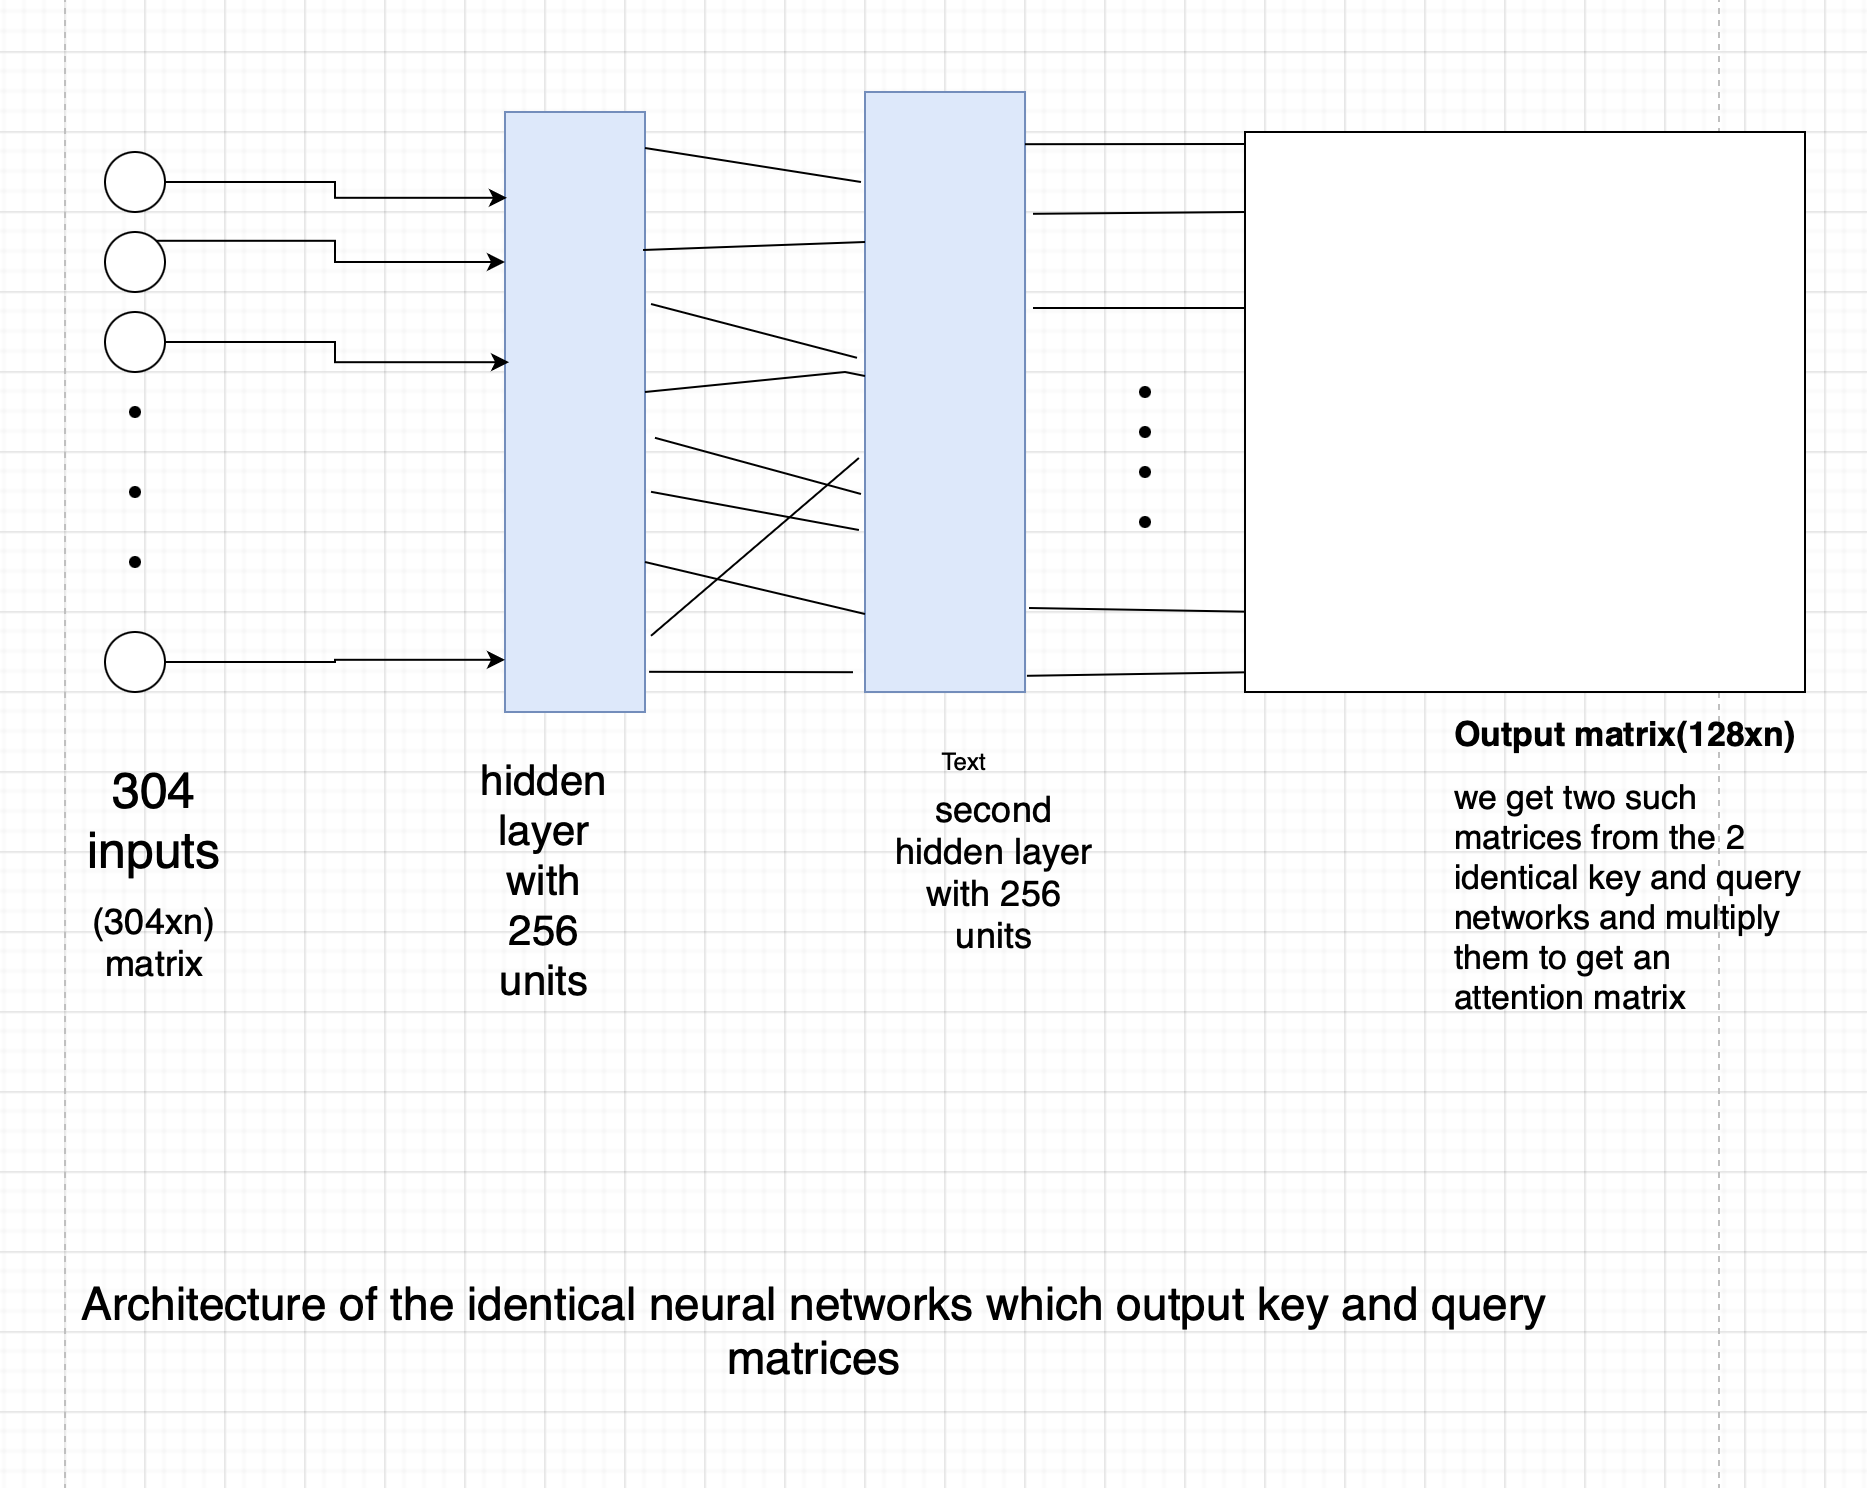 304
inputs
(304xn)
matrix
hidden
layer
with
256
units
Text
second
hidden layer
with 256
units
Output matrix(128xn)
we get two such
matrices from the 2
identical key and query
networks and multiply
them to get an
attention matrix
Architecture of the identical neural networks which output key and query
matrices